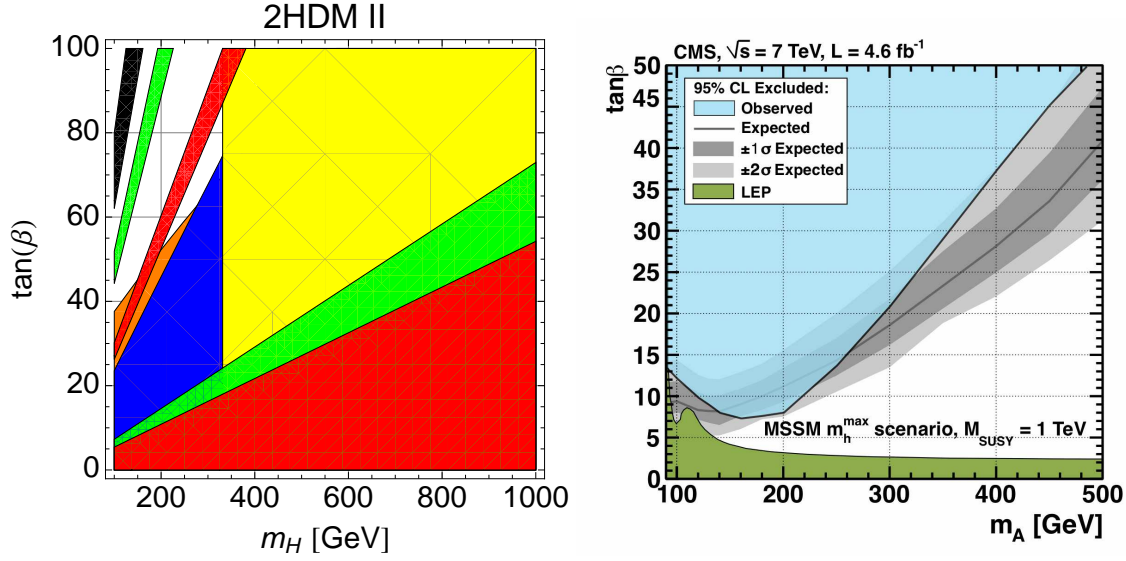 2HDM II
100
80
60
40
20
0
200 400 600 800 1000
tan(β)
m_H [GeV]
CMS, √s = 7 TeV, L = 4.6 fb⁻¹
tanβ
50
45
40
35
30
25
20
15
10
5
0
95% CL Excluded:
Observed
Expected
±1σ Expected
±2σ Expected
LEP
MSSM m_h^max scenario, M_SUSY = 1 TeV
100 200 300 400 500
m_A [GeV]